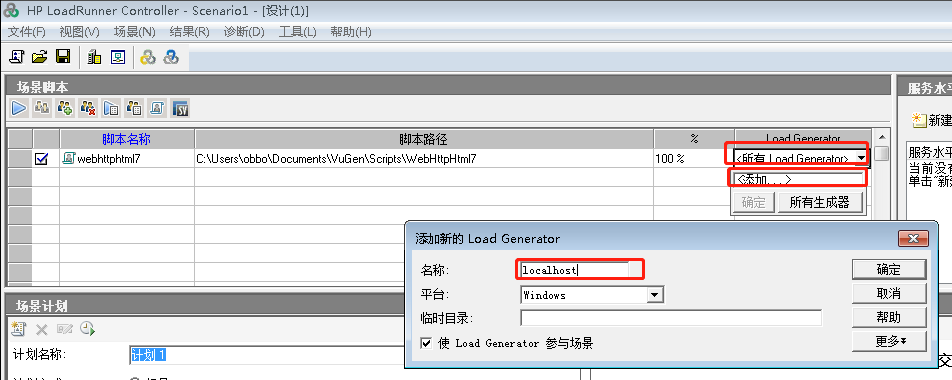 HP LoadRunner Controller - Scenario1 - [设计(1)]
文件(F) 视图(V) 场景(N) 结果(R) 诊断(D) 工具(L) 帮助(H)
场景脚本
服务水平
新建
脚本名称 脚本路径 % Load Generator
webhttphtml7 C:\Users\obbo\Documents\VuGen\Scripts\WebHttpHtml7 100 % <所有 Load Generator>
<添加. . . >
确定 所有生成器
服务水平
当前没有
单击"新建
添加新的 Load Generator
名称: localhost 确定
平台: Windows 取消
临时目录: 帮助
使 Load Generator 参与场景 更多
场景计划
计划名称: 计划 1
交